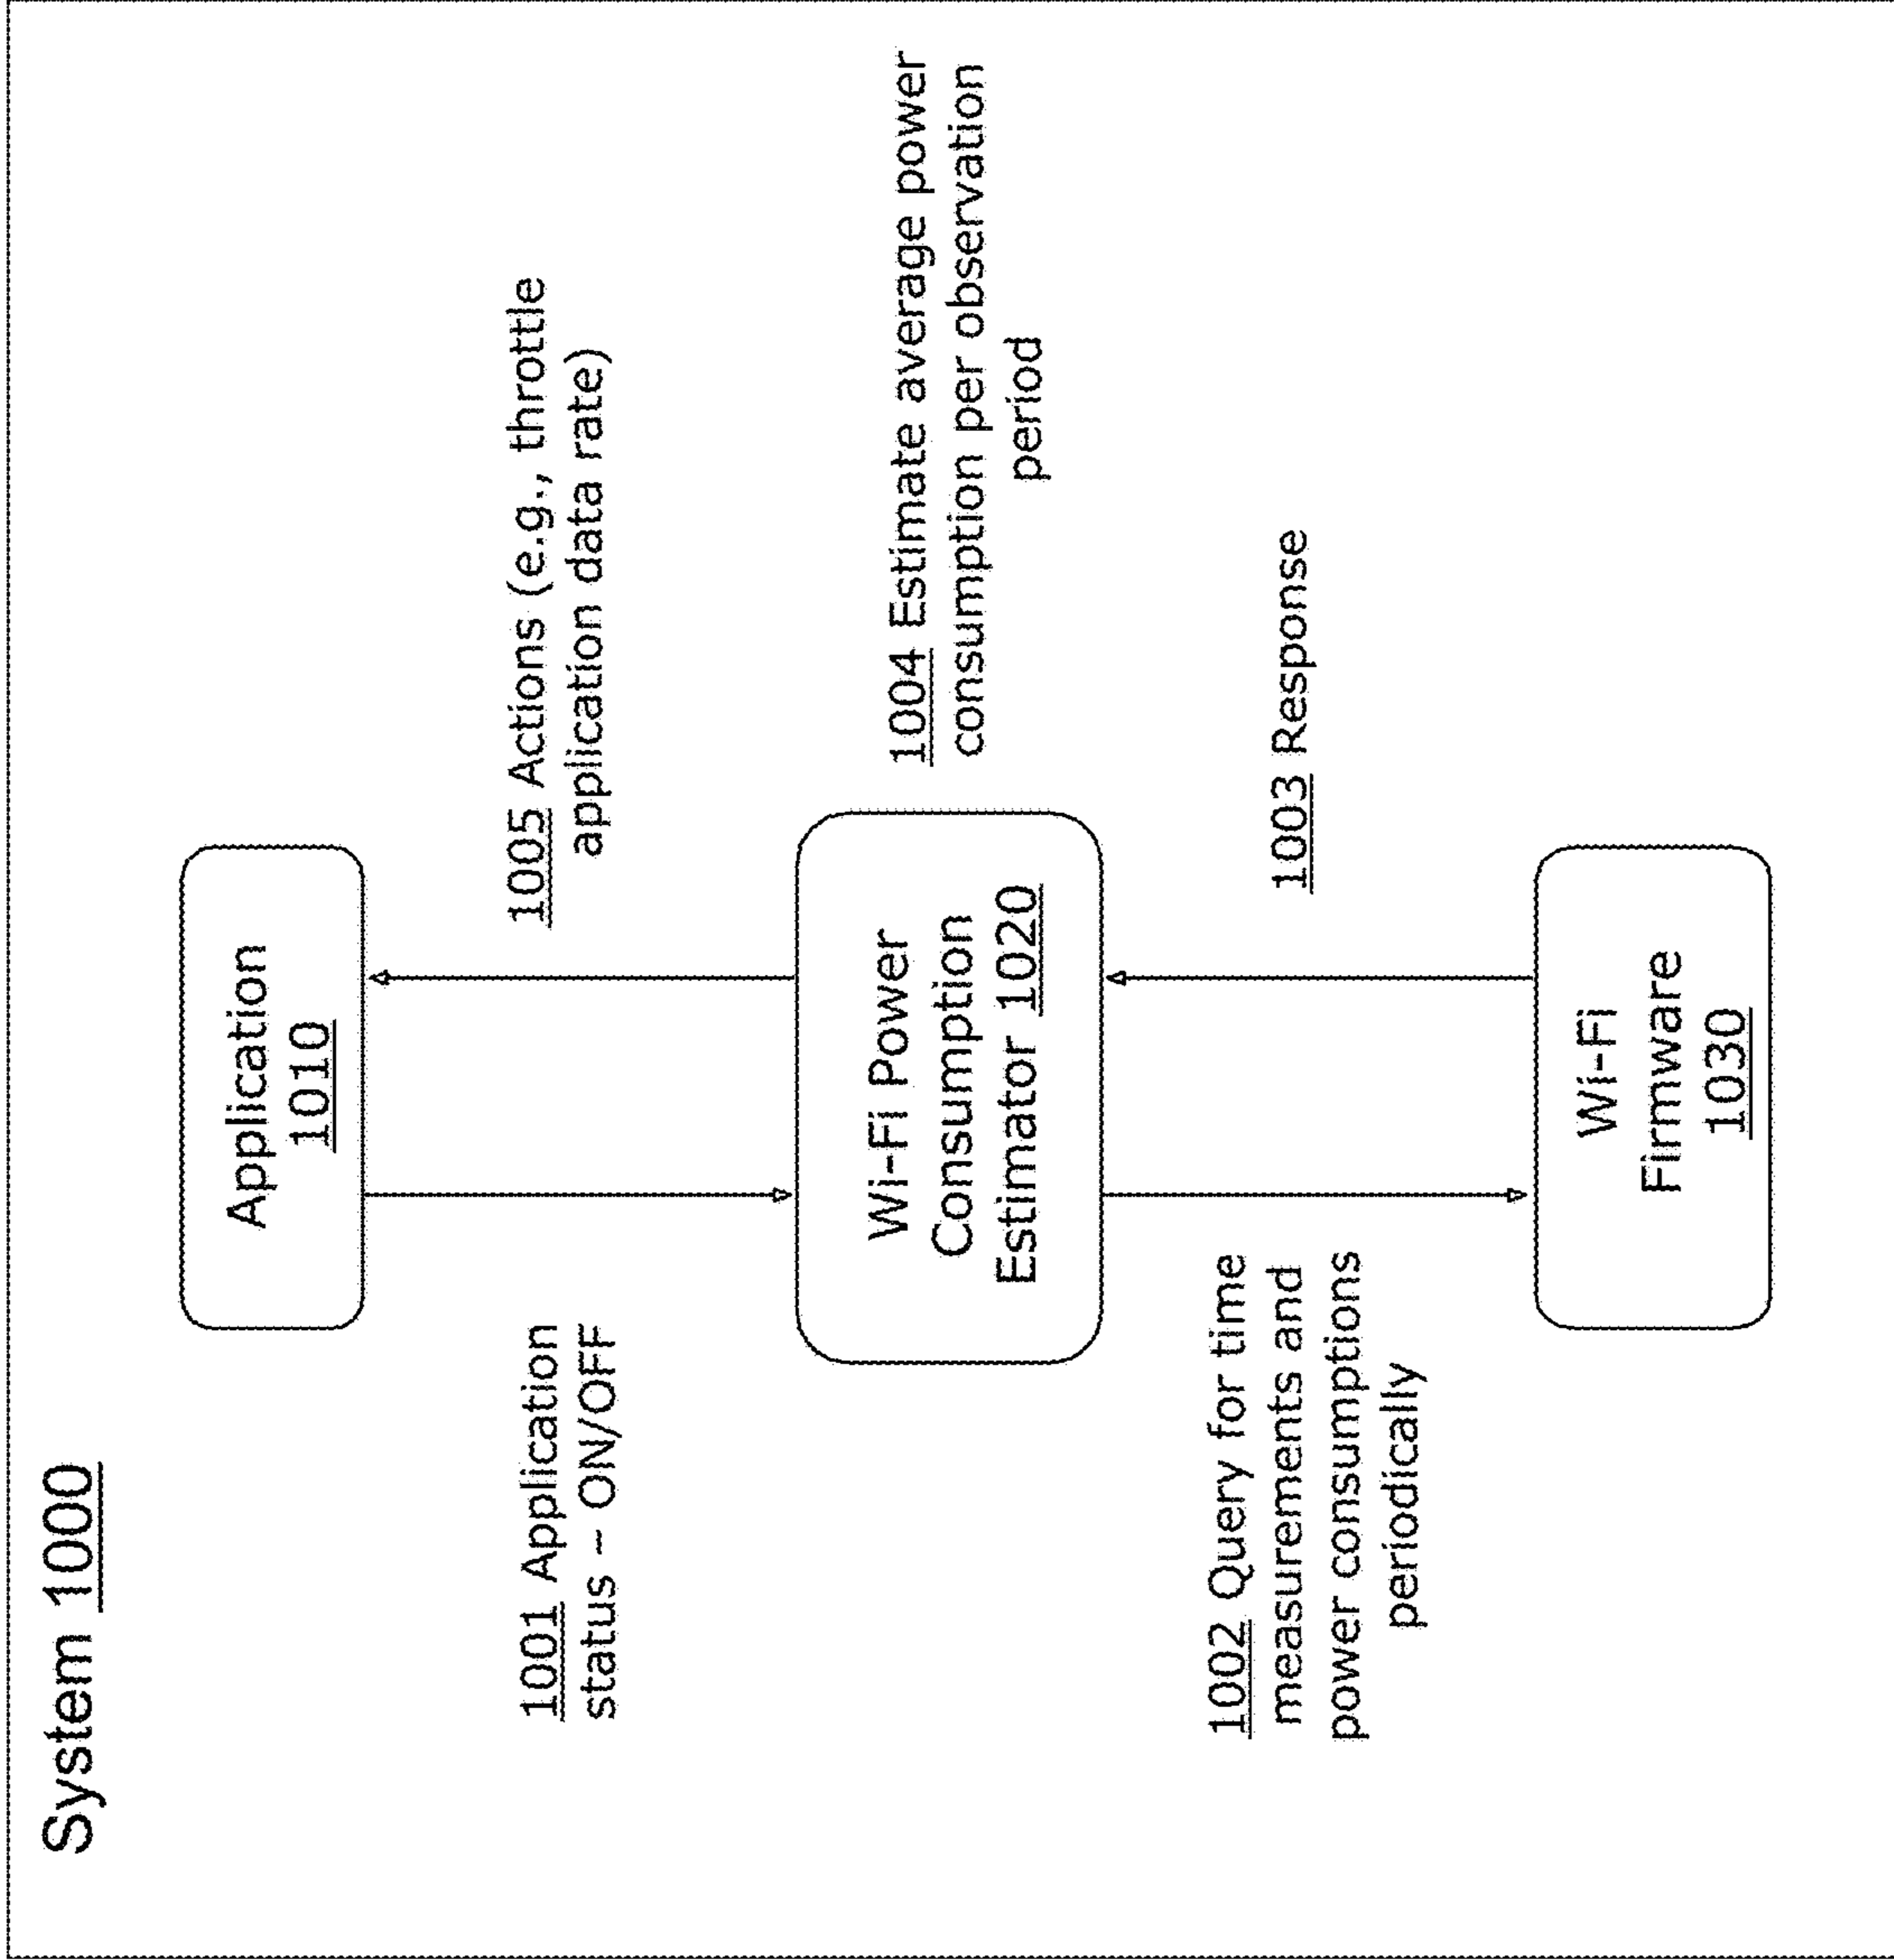 System 1000
Application
1010
1001 Application
status – ON/OFF
1005 Actions (e.g., throttle
application data rate)
Wi-Fi Power
Consumption
Estimator 1020
1004 Estimate average power
consumption per observation
period
1002 Query for time
measurements and
power consumptions
periodically
1003 Response
Wi-Fi
Firmware
1030